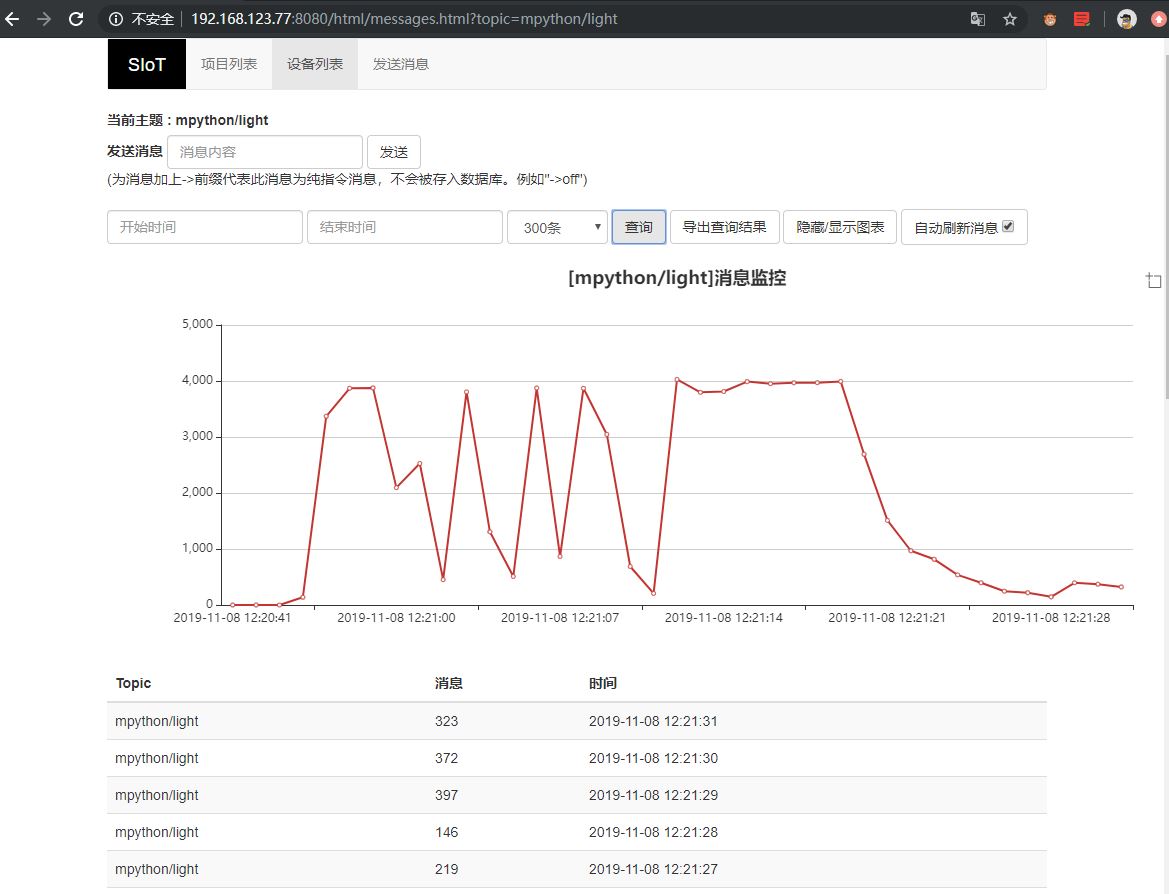 不安全 192.168.123.77:8080/html/messages.html?topic=mpython/light
SIoT 项目列表 设备列表 发送消息
当前主题 : mpython/light
发送消息 消息内容 发送
(为消息加上->前缀代表此消息为纯指令消息，不会被存入数据库。例如"->off")
开始时间 结束时间 300条 查询 导出查询结果 隐藏/显示图表 自动刷新消息
[mpython/light]消息监控
5,000
4,000
3,000
2,000
1,000
0
2019-11-08 12:20:41 2019-11-08 12:21:00 2019-11-08 12:21:07 2019-11-08 12:21:14 2019-11-08 12:21:21 2019-11-08 12:21:28
Topic 消息 时间
mpython/light 323 2019-11-08 12:21:31
mpython/light 372 2019-11-08 12:21:30
mpython/light 397 2019-11-08 12:21:29
mpython/light 146 2019-11-08 12:21:28
mpython/light 219 2019-11-08 12:21:27